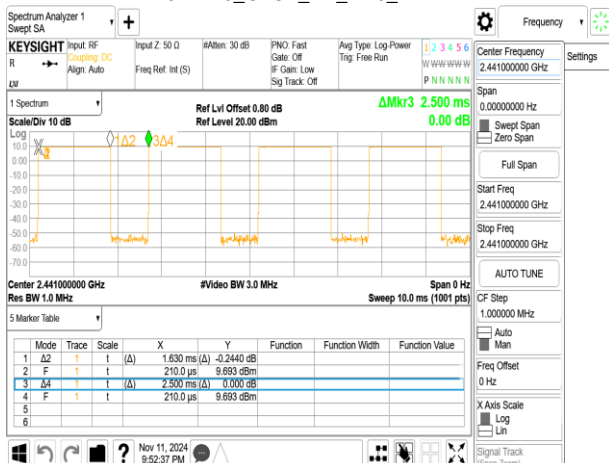 Spectrum Analyzer 1
Swept SA
+
Frequency
KEYSIGHT
R
Input: RF
Coupling: DC
Align: Auto
Input Z: 50 Ω
Freq Ref: Int (S)
#Atten: 30 dB
PNO: Fast
Gate: Off
IF Gain: Low
Sig Track: Off
Avg Type: Log-Power
Trig: Free Run
1 2 3 4 5 6
W W W W W W
P N N N N N
Center Frequency
2.441000000 GHz
Settings
Span
0.00000000 Hz
Swept Span
Zero Span
Full Span
Start Freq
2.441000000 GHz
Stop Freq
2.441000000 GHz
AUTO TUNE
CF Step
1.000000 MHz
Auto
Man
Freq Offset
0 Hz
X Axis Scale
Log
Lin
Signal Track
(Span Zoom)
1 Spectrum
Scale/Div 10 dB
Ref Lvl Offset 0.80 dB
Ref Level 20.00 dBm
ΔMkr3 2.500 ms
0.00 dB
Log
10.0
0.00
-10.0
-20.0
-30.0
-40.0
-50.0
-60.0
-70.0
1Δ2
3Δ4
Center 2.441000000 GHz
#Video BW 3.0 MHz
Span 0 Hz
Res BW 1.0 MHz
Sweep 10.0 ms (1001 pts)
5 Marker Table
Mode Trace Scale X Y Function Function Width Function Value
1 Δ2 1 t (Δ) 1.630 ms (Δ) -0.2440 dB
2 F 1 t 210.0 µs 9.693 dBm
3 Δ4 1 t (Δ) 2.500 ms (Δ) 0.000 dB
4 F 1 t 210.0 µs 9.693 dBm
5
6
?
Nov 11, 2024
9:52:37 PM